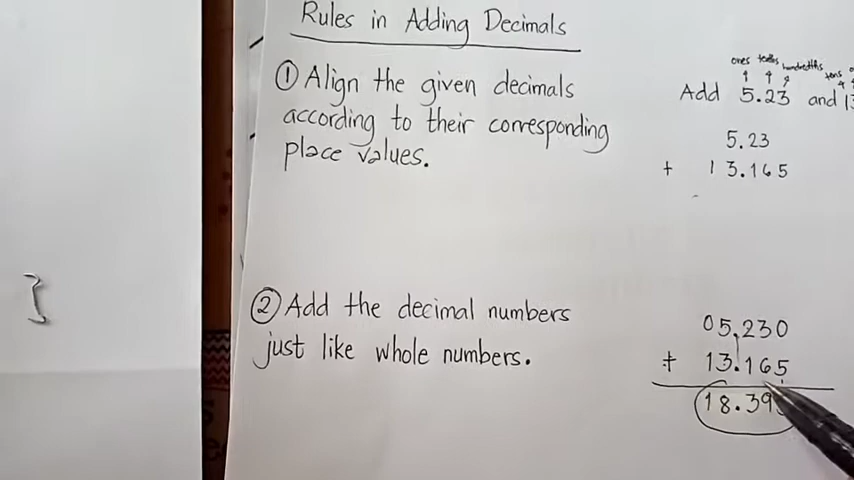 Rules in Adding Decimals
① Align the given decimals
according to their corresponding
place values.
ones tenths hundredths tens
Add 5.23 and 13
5.23
+ 13.165
② Add the decimal numbers
just like whole numbers.
05.230
+ 13.165
18.39